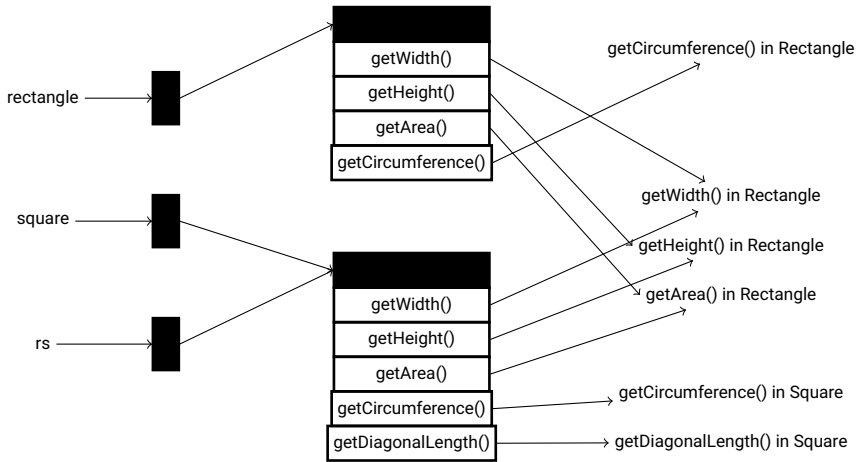 getWidth()
getCircumference() in Rectangle
rectangle
getHeight()
getArea()
getCircumference()
getWidth() in Rectangle
square
getHeight() in Rectangle
getArea() in Rectangle
getWidth()
rs
getHeight()
getArea()
getCircumference()
getCircumference() in Square
getDiagonalLength()
getDiagonalLength() in Square